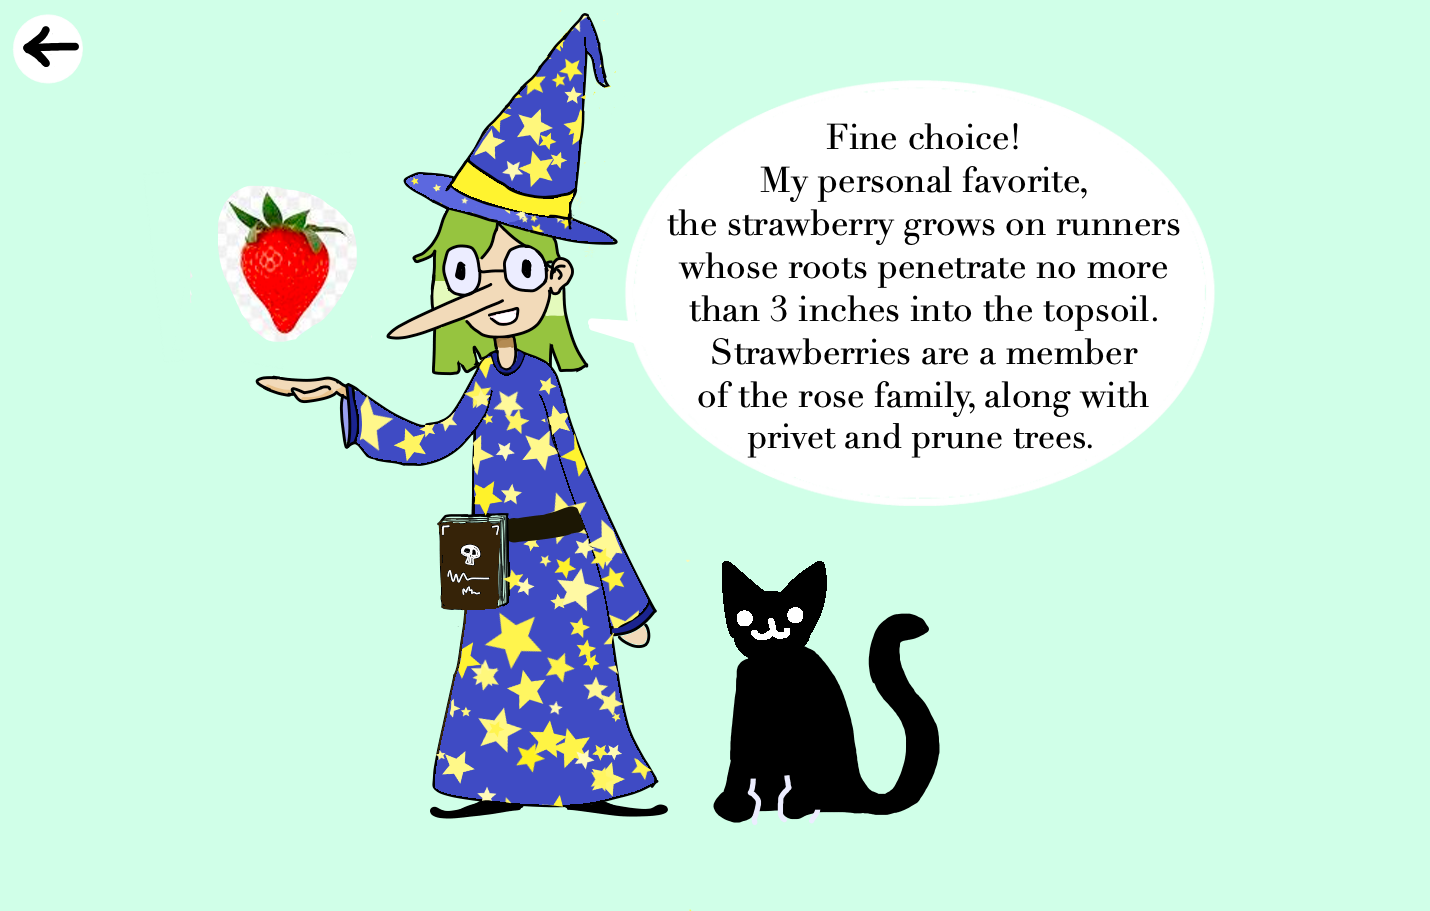 Fine choice!
My personal favorite,
the strawberry grows on runners
whose roots penetrate no more
than 3 inches into the topsoil.
Strawberries are a member
of the rose family, along with
privet and prune trees.